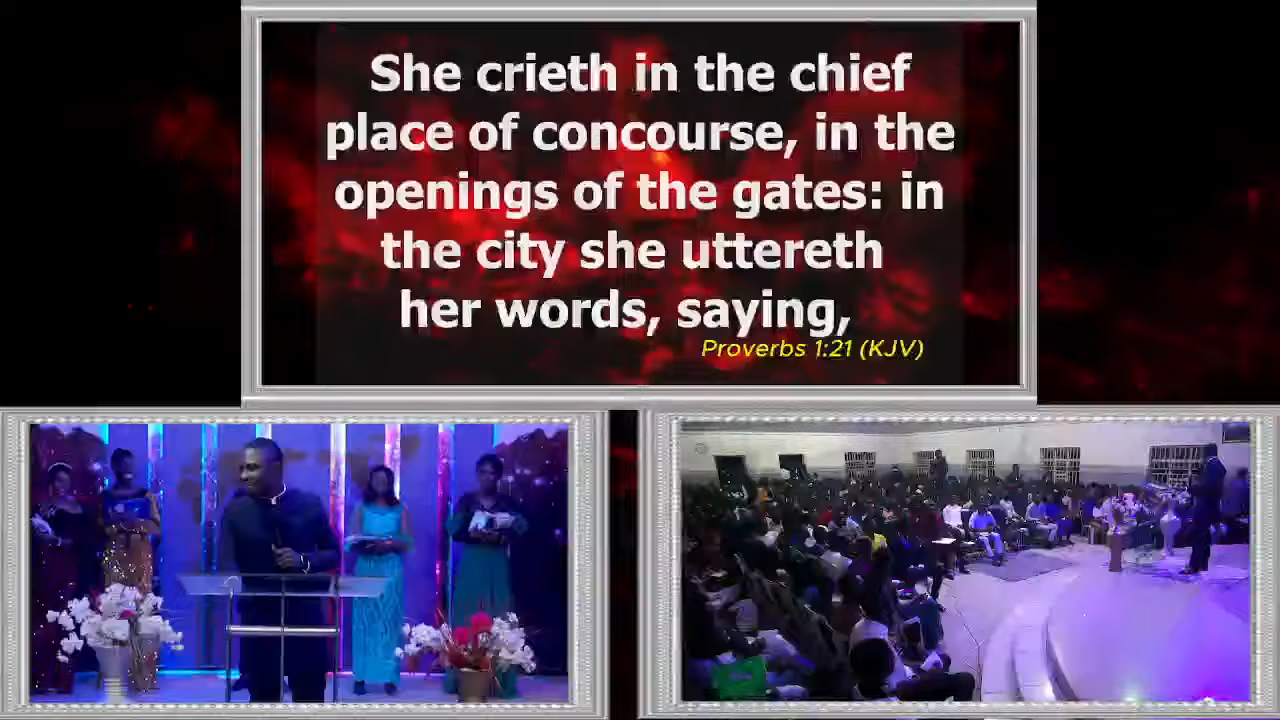 She crieth in the chief
place of concourse, in the
openings of the gates: in
the city she uttereth
her words, saying,
Proverbs 1:21 (KJV)